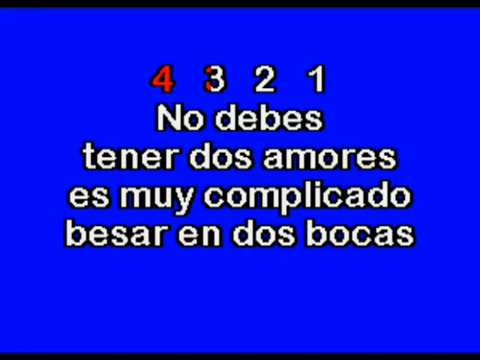 4 3 2 1
No debes
tener dos amores
es muy complicado
besar en dos bocas